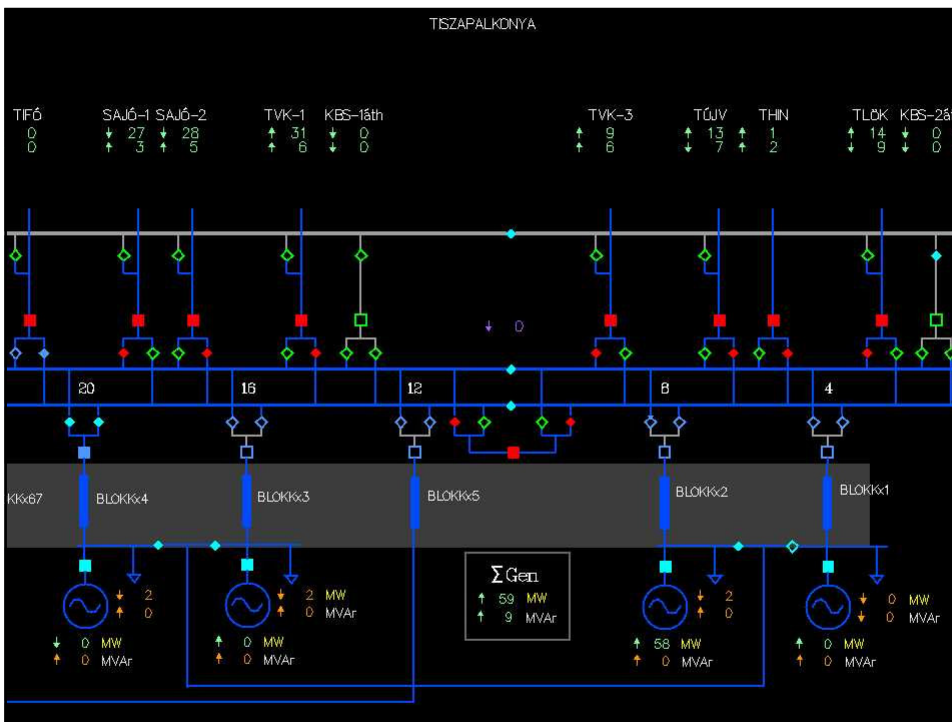 TISZAPALKONYA
TIFÓ SAJÓ-1 SAJÓ-2 TVK-1 KBS-1áth TVK-3 TÚJV THIN TLÖK KBS-2át
0 ↓ 27 ↓ 28 ↑ 31 ↓ 0 ↑ 9 ↑ 13 ↑ 1 ↑ 14 ↓ 0
0 ↑ 3 ↑ 5 ↑ 6 ↓ 0 ↑ 6 ↓ 7 ↑ 2 ↓ 9 ↓ 0
↓ 0
20 16 12 8 4
KKx67 BLOKKx4 BLOKKx3 BLOKKx5 BLOKKx2 BLOKKx1
ΣGen
↑ 59 MW
↑ 9 MVAr
↓ 2 ↓ 2 MW ↓ 2 ↓ 0 MW
↑ 0 ↑ 0 MVAr ↑ 0 ↓ 0 MVAr
↓ 0 MW ↑ 0 MW ↑ 58 MW ↑ 0 MW
↑ 0 MVAr ↑ 0 MVAr ↑ 0 MVAr ↑ 0 MVAr